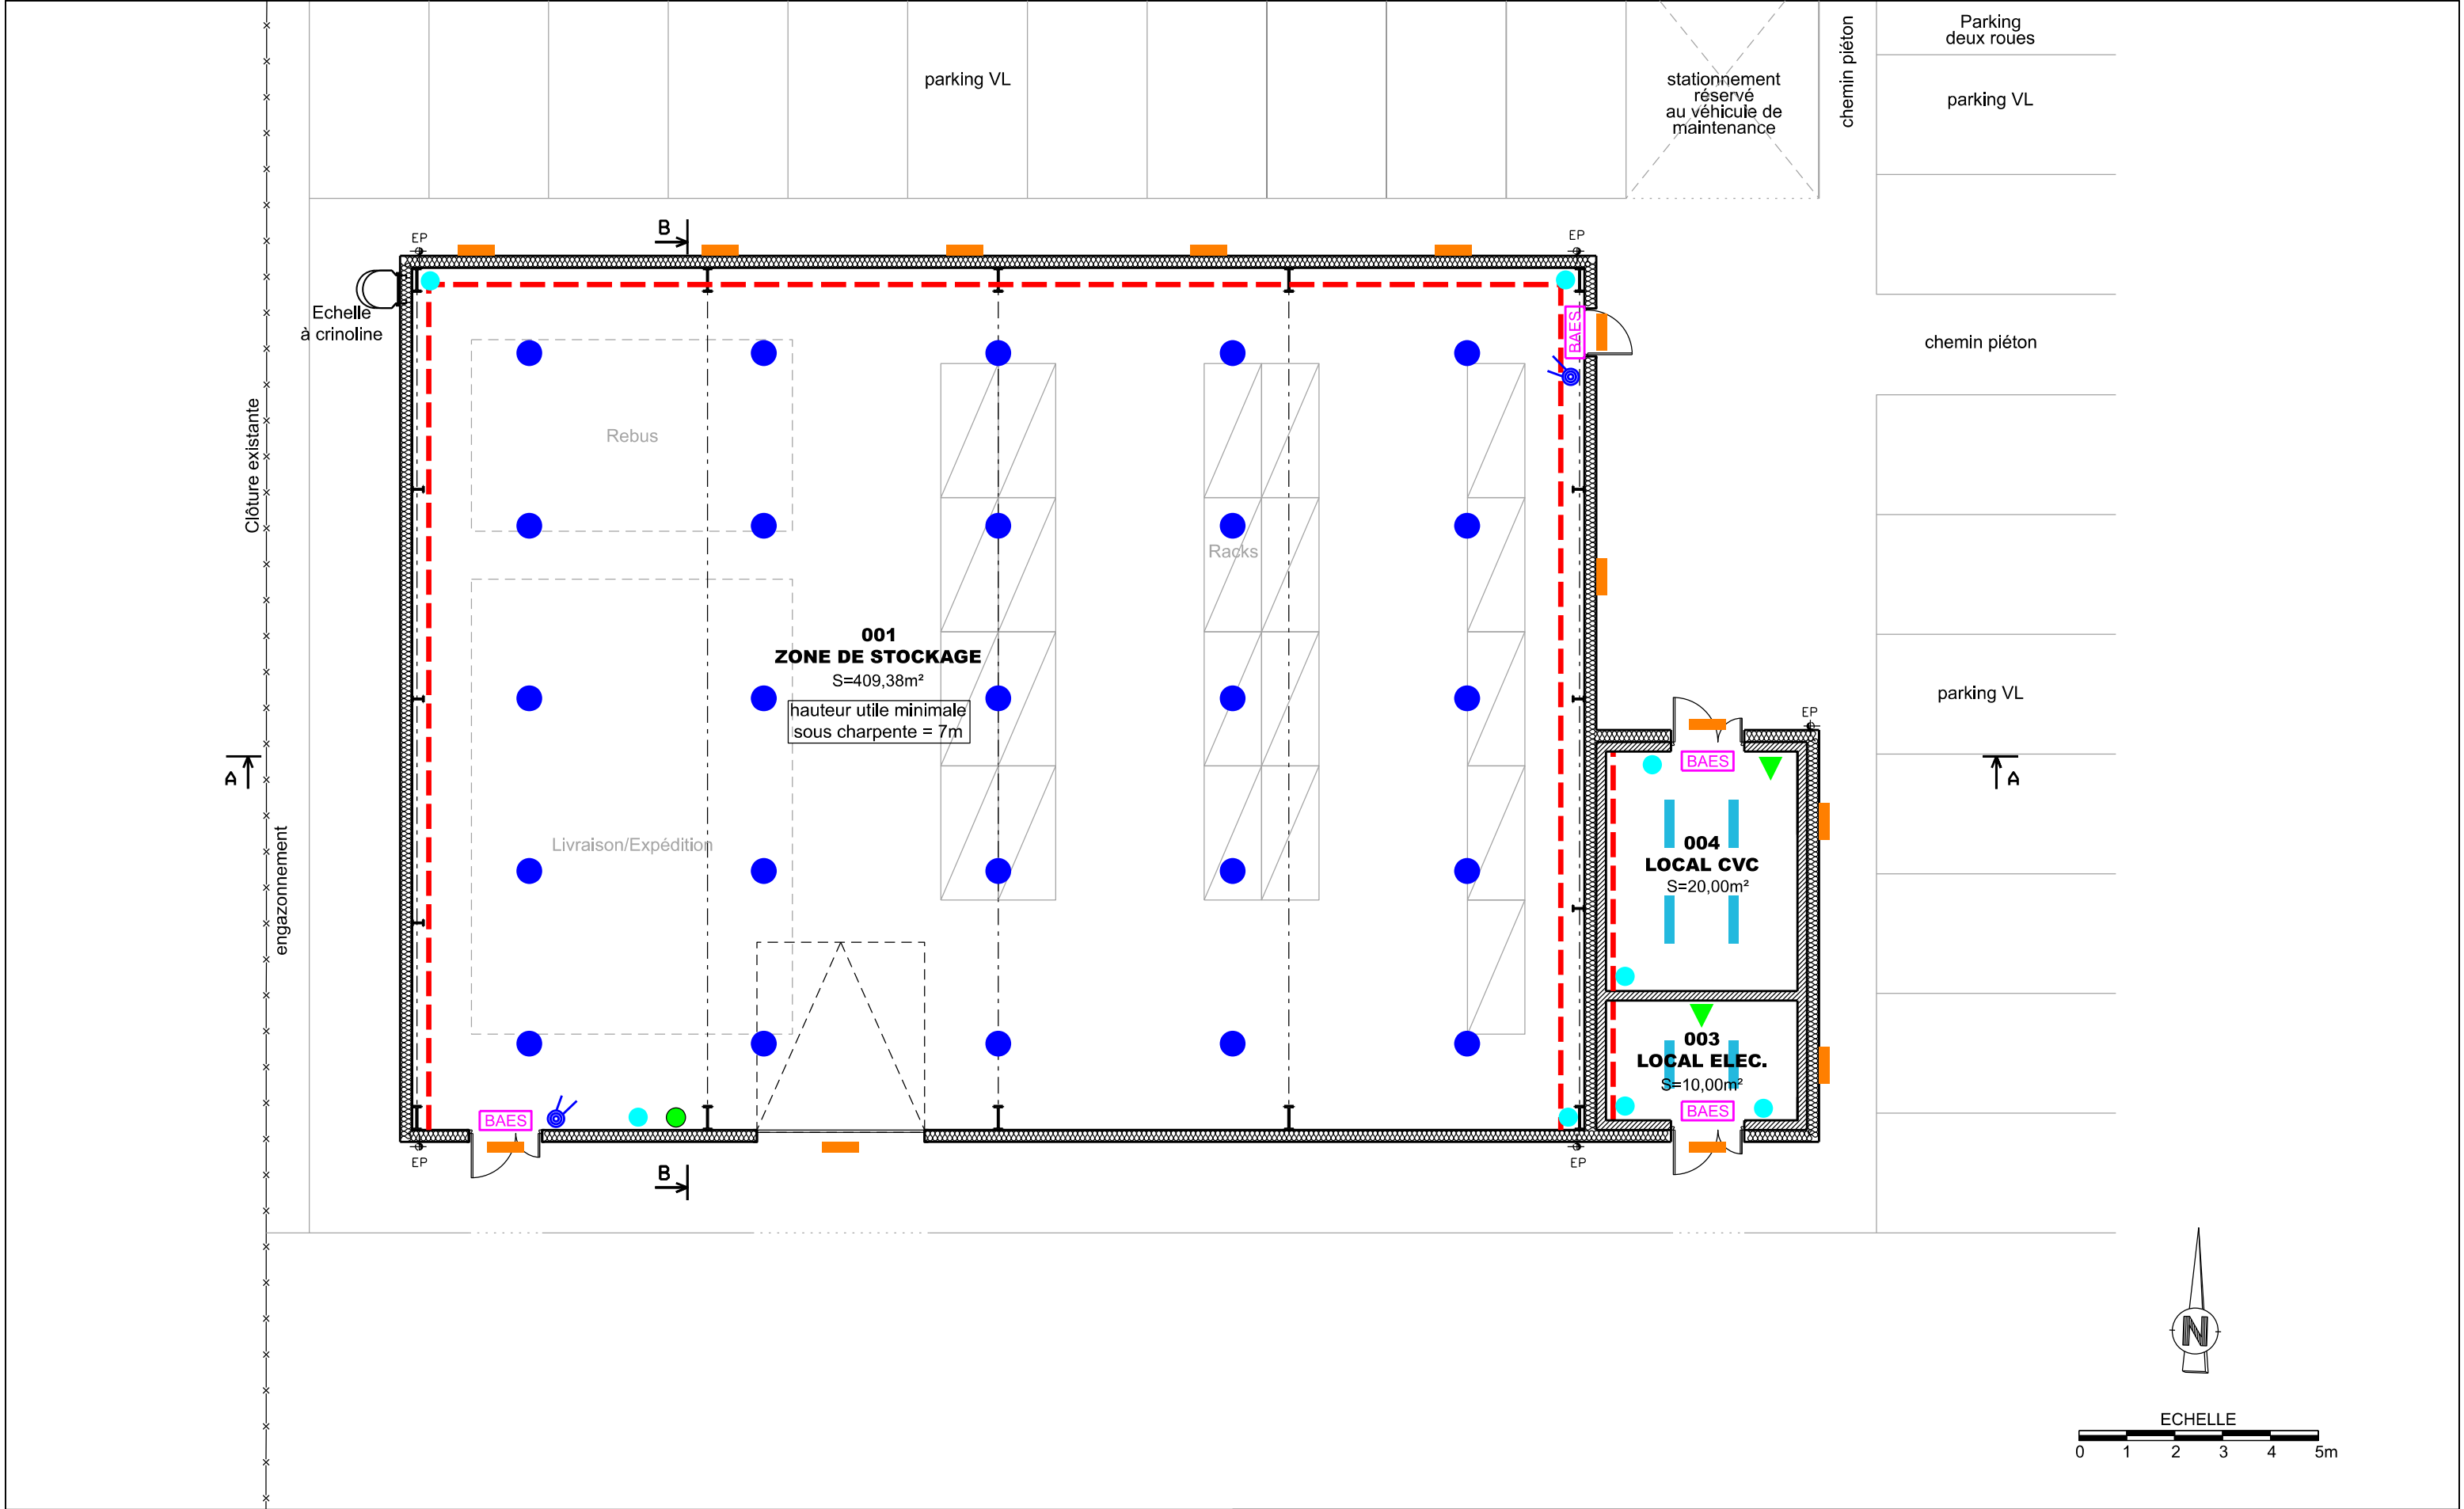 Parking
deux roues
parking VL
chemin piéton
stationnement
réservé
au véhicule de
maintenance
parking VL
B
EP
EP
Echelle
à crinoline
BAES
chemin piéton
Clôture existante
Rebus
Racks
001
ZONE DE STOCKAGE
S=409,38m²
hauteur utile minimale
sous charpente = 7m
parking VL
EP
A
BAES
A
engazonnement
Livraison/Expédition
004
LOCAL CVC
S=20,00m²
003
LOCAL ELEC.
S=10,00m²
BAES
BAES
EP
B
EP
N
ECHELLE
0 1 2 3 4 5m